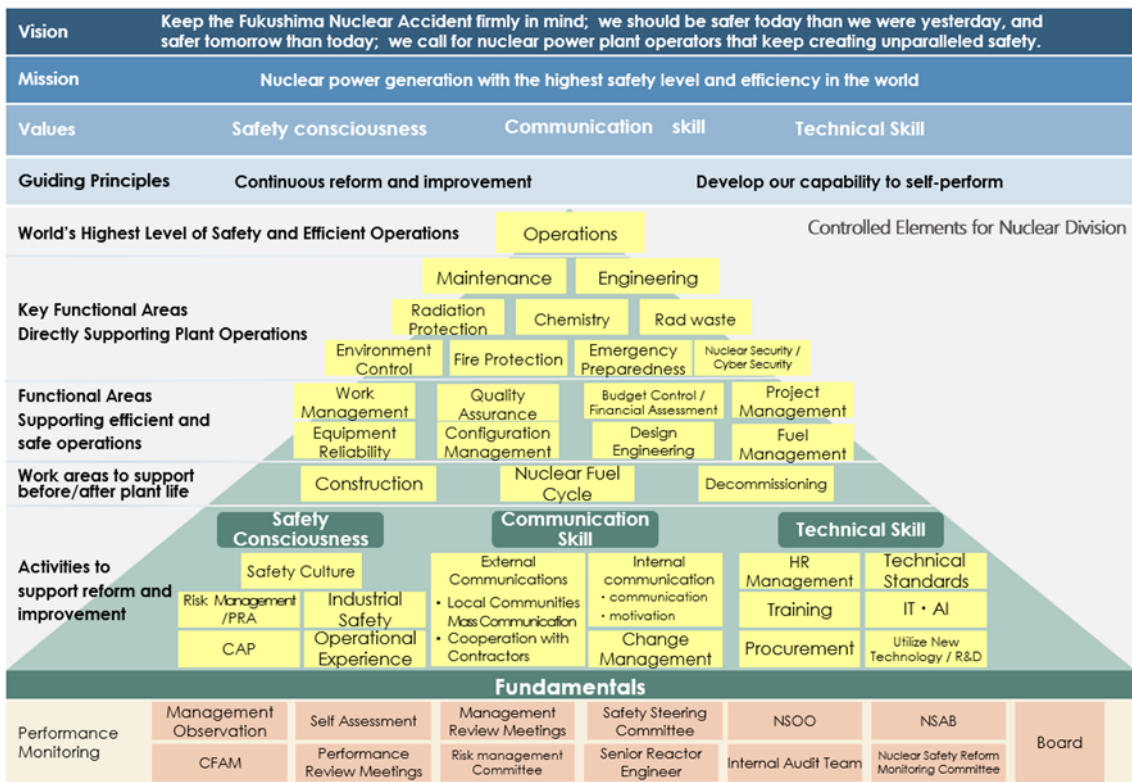 Vision
Keep the Fukushima Nuclear Accident firmly in mind; we should be safer today than we were yesterday, and
safer tomorrow than today; we call for nuclear power plant operators that keep creating unparalleled safety.
Mission
Nuclear power generation with the highest safety level and efficiency in the world
Values
Safety consciousness
Communication skill
Technical Skill
Guiding Principles
Continuous reform and improvement
Develop our capability to self-perform
Controlled Elements for Nuclear Division
World's Highest Level of Safety and Efficient Operations
Operations
Key Functional Areas
Directly Supporting Plant Operations
Maintenance
Engineering
Radiation
Protection
Chemistry
Rad waste
Environment
Control
Fire Protection
Emergency
Preparedness
Nuclear Security /
Cyber Security
Functional Areas
Supporting efficient and
safe operations
Work
Management
Quality
Assurance
Budget Control /
Financial Assessment
Project
Management
Equipment
Reliability
Configuration
Management
Design
Engineering
Fuel
Management
Work areas to support
before/after plant life
Construction
Nuclear Fuel
Cycle
Decommissioning
Activities to
support reform and
improvement
Safety
Consciousness
Safety Culture
Risk Management
/PRA
Industrial
Safety
CAP
Operational
Experience
Communication
Skill
External
Communications
• Local Communities
Mass Communication
• Cooperation with
Contractors
Internal
communication
・communication
・motivation
Change
Management
Technical Skill
HR
Management
Technical
Standards
Training
IT・AI
Procurement
Utilize New
Technology / R&D
Fundamentals
Performance
Monitoring
Management
Observation
Self Assessment
Management
Review Meetings
Safety Steering
Committee
NSOO
NSAB
Board
CFAM
Performance
Review Meetings
Risk management
Committee
Senior Reactor
Engineer
Internal Audit Team
Nuclear Safety Reform
Monitoring Committee